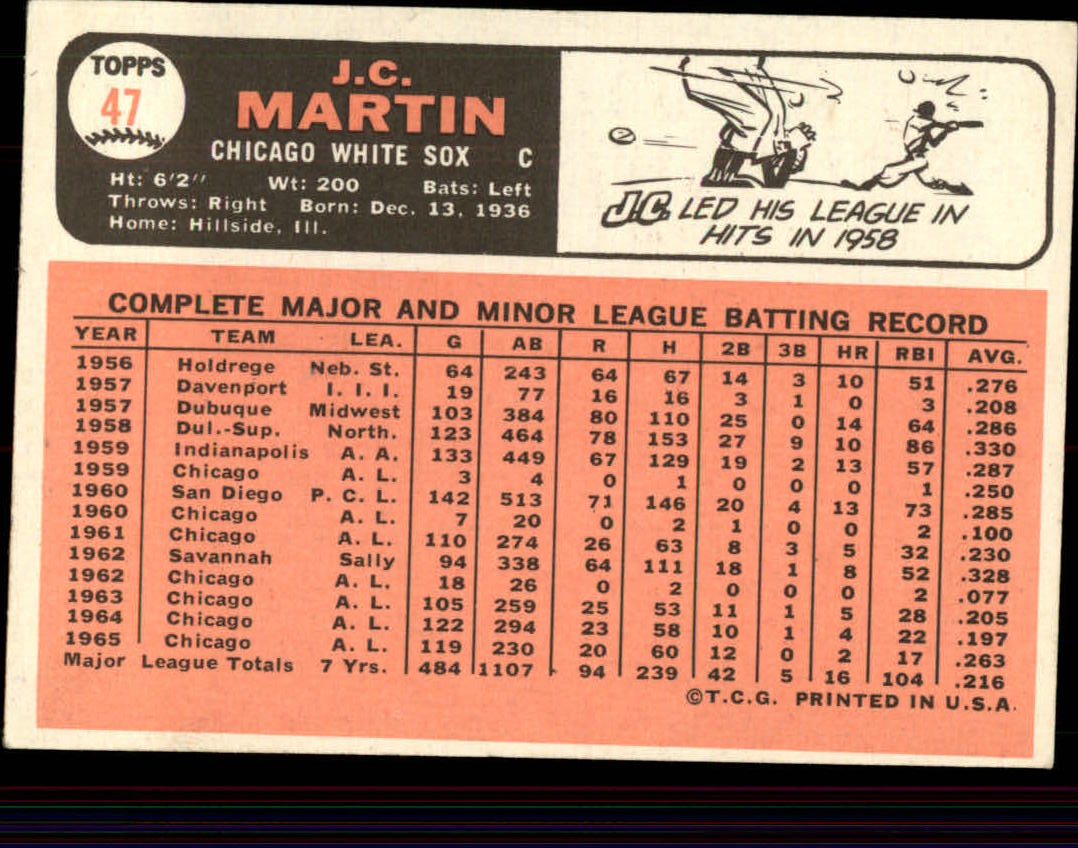 TOPPS
47
J.C.
MARTIN
CHICAGO WHITE SOX C
Ht: 6'2" Wt: 200 Bats: Left
Throws: Right Born: Dec. 13, 1936
Home: Hillside, Ill.
J.C. LED HIS LEAGUE IN
HITS IN 1958
COMPLETE MAJOR AND MINOR LEAGUE BATTING RECORD
YEAR TEAM LEA. G AB R H 2B 3B HR RBI AVG.
1956 Holdrege Neb. St. 64 243 64 67 14 3 10 51 .276
1957 Davenport I. I. I. 19 77 16 16 3 1 0 3 .208
1957 Dubuque Midwest 103 384 80 110 25 0 14 64 .286
1958 Dul.-Sup. North. 123 464 78 153 27 9 10 86 .330
1959 Indianapolis A. A. 133 449 67 129 19 2 13 57 .287
1959 Chicago A. L. 3 4 0 1 0 0 0 1 .250
1960 San Diego P. C. L. 142 513 71 146 20 4 13 73 .285
1960 Chicago A. L. 7 20 0 2 1 0 0 2 .100
1961 Chicago A. L. 110 274 26 63 8 3 5 32 .230
1962 Savannah Sally 94 338 64 111 18 1 8 52 .328
1962 Chicago A. L. 18 26 0 2 0 0 0 2 .077
1963 Chicago A. L. 105 259 25 53 11 1 5 28 .205
1964 Chicago A. L. 122 294 23 58 10 1 4 22 .197
1965 Chicago A. L. 119 230 20 60 12 0 2 17 .263
Major League Totals 7 Yrs. 484 1107 94 239 42 5 16 104 .216
©T.C.G. PRINTED IN U.S.A.